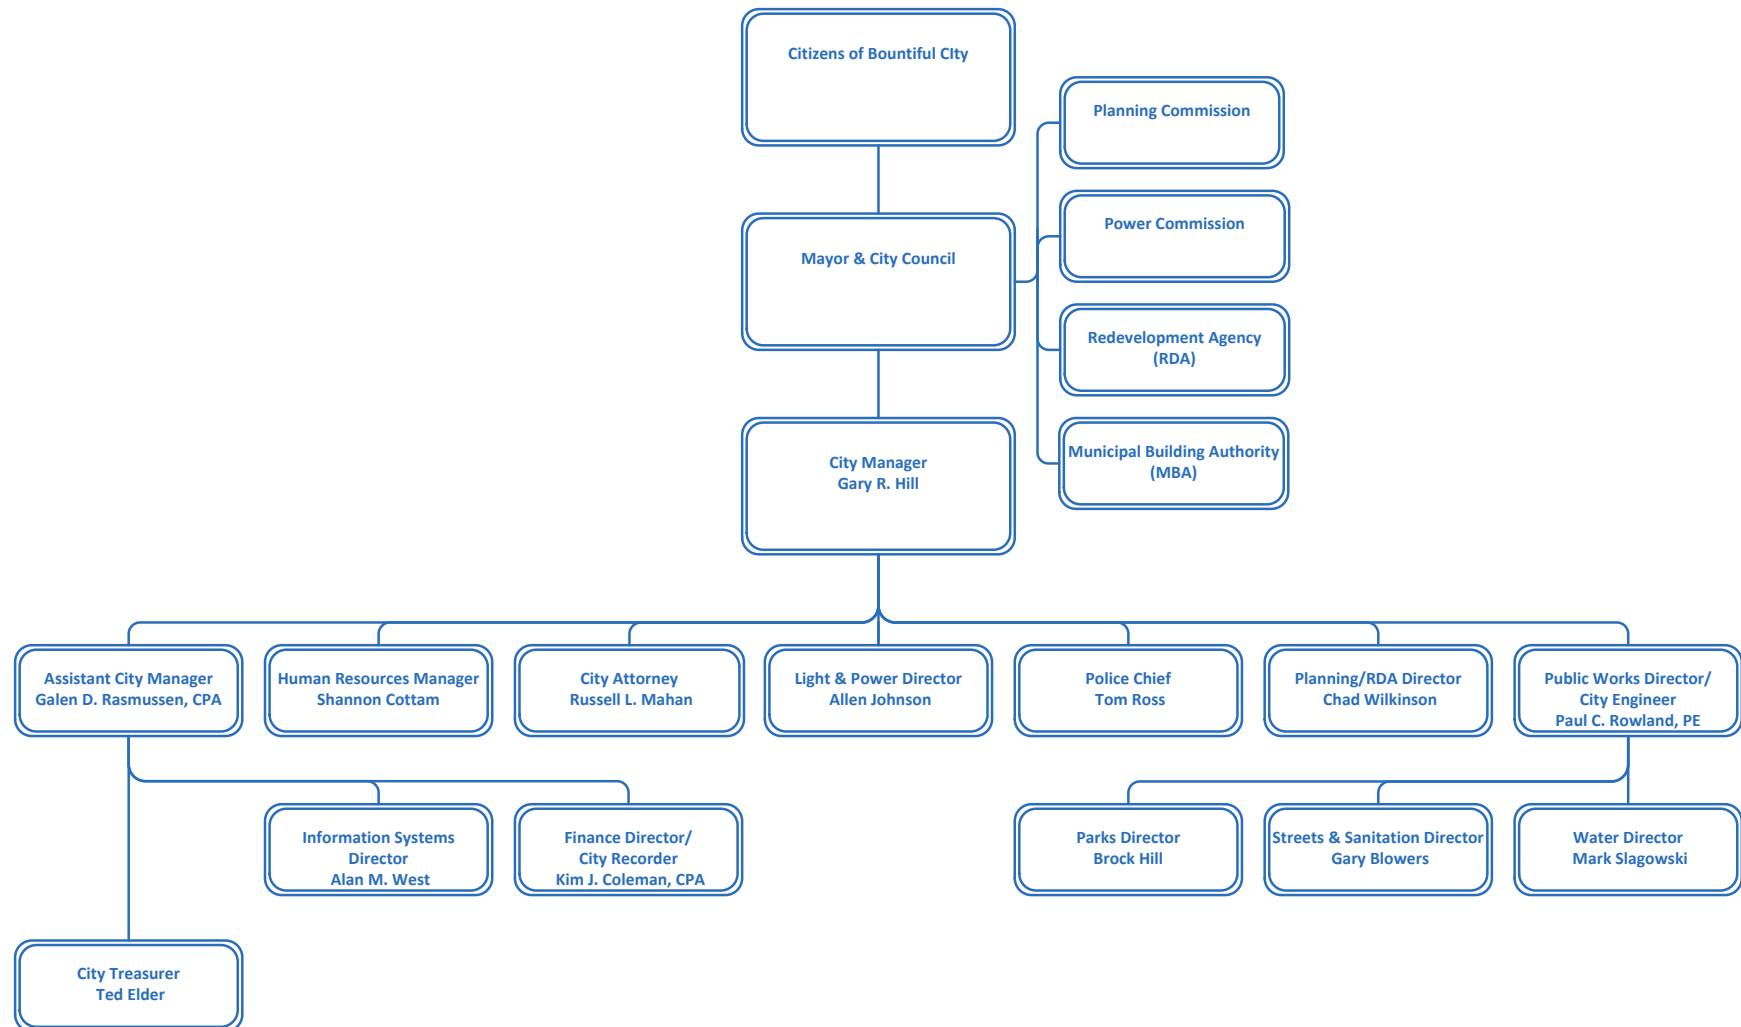 Citizens of Bountiful CIty
Planning Commission
Power Commission
Mayor & City Council
Redevelopment Agency
(RDA)
Municipal Building Authority
(MBA)
City Manager
Gary R. Hill
Assistant City Manager
Galen D. Rasmussen, CPA
Human Resources Manager
Shannon Cottam
City Attorney
Russell L. Mahan
Light & Power Director
Allen Johnson
Police Chief
Tom Ross
Planning/RDA Director
Chad Wilkinson
Public Works Director/
City Engineer
Paul C. Rowland, PE
Information Systems
Director
Alan M. West
Finance Director/
City Recorder
Kim J. Coleman, CPA
Parks Director
Brock Hill
Streets & Sanitation Director
Gary Blowers
Water Director
Mark Slagowski
City Treasurer
Ted Elder